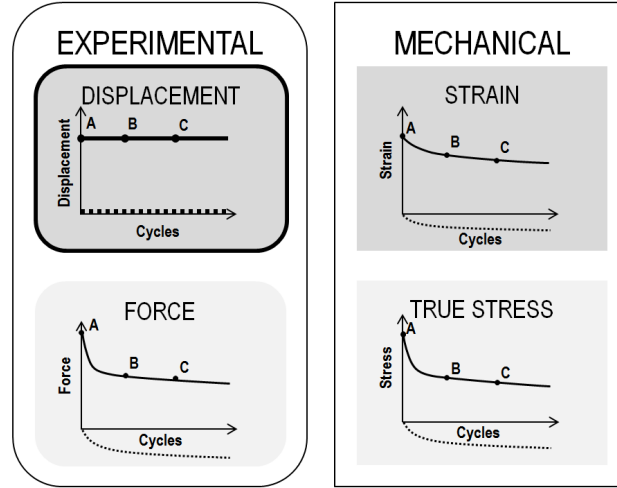 EXPERIMENTAL
DISPLACEMENT
Displacement
A
B
C
Cycles
FORCE
Force
A
B
C
Cycles
MECHANICAL
STRAIN
Strain
A
B
C
Cycles
TRUE STRESS
Stress
A
B
C
Cycles